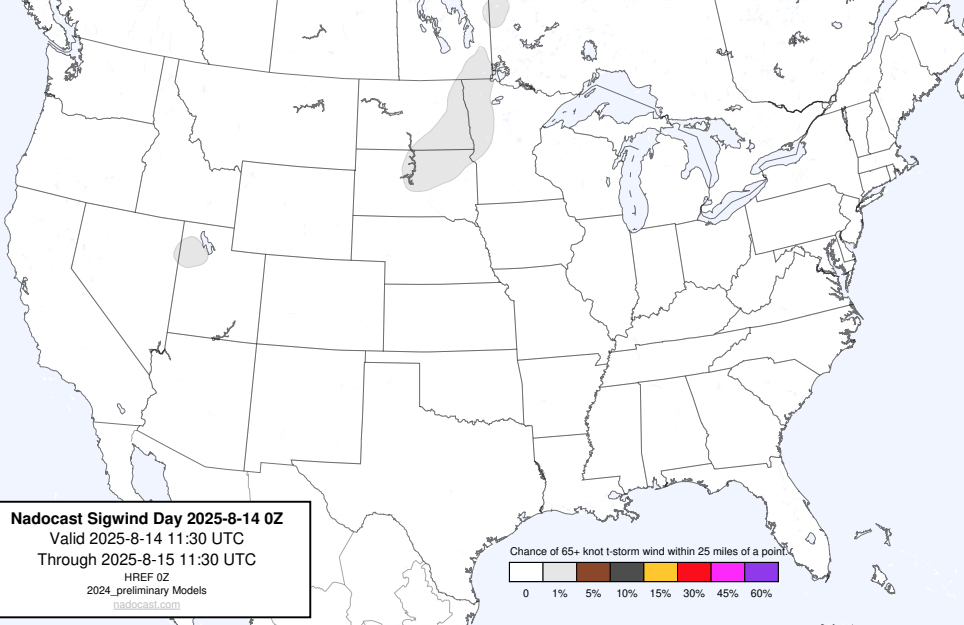 Nadocast Sigwind Day 2025-8-14 0Z
Valid 2025-8-14 11:30 UTC
Through 2025-8-15 11:30 UTC
HREF 0Z
2024_preliminary Models
nadocast.com
Chance of 65+ knot t-storm wind within 25 miles of a point.
0 1% 5% 10% 15% 30% 45% 60%